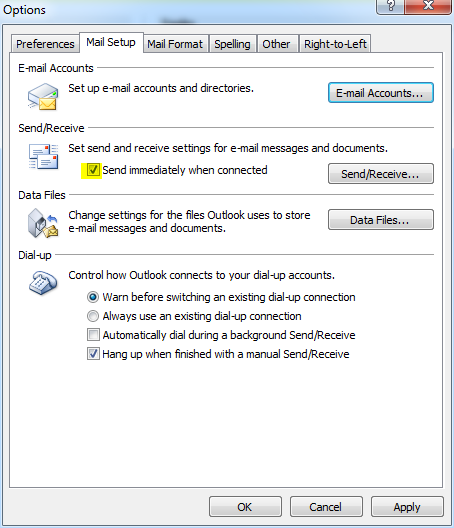 Options
Preferences Mail Setup Mail Format Spelling Other Right-to-Left
E-mail Accounts
Set up e-mail accounts and directories.
E-mail Accounts...
Send/Receive
Set send and receive settings for e-mail messages and documents.
Send immediately when connected
Send/Receive...
Data Files
Change settings for the files Outlook uses to store
e-mail messages and documents.
Data Files...
Dial-up
Control how Outlook connects to your dial-up accounts.
Warn before switching an existing dial-up connection
Always use an existing dial-up connection
Automatically dial during a background Send/Receive
Hang up when finished with a manual Send/Receive
OK Cancel Apply